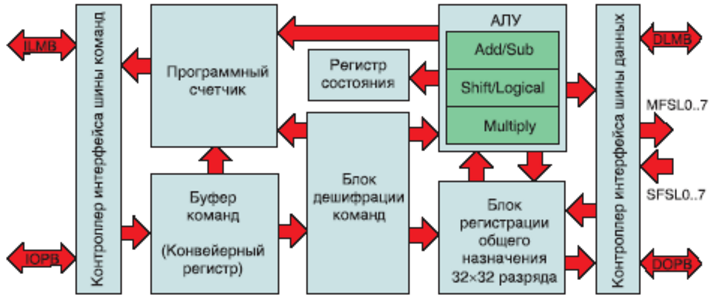 ILMB
IOPB
Контроллер интерфейса шины команд
Программный
счетчик
Буфер
команд
(Конвейерный
регистр)
Регистр
состояния
Блок
дешифрации
команд
АЛУ
Add/Sub
Shift/Logical
Multiply
Блок
регистрации
общего
назначения
32×32 разряда
Контроллер интерфейса шины данных
DLMB
MFSL0..7
SFSL0..7
DOPB